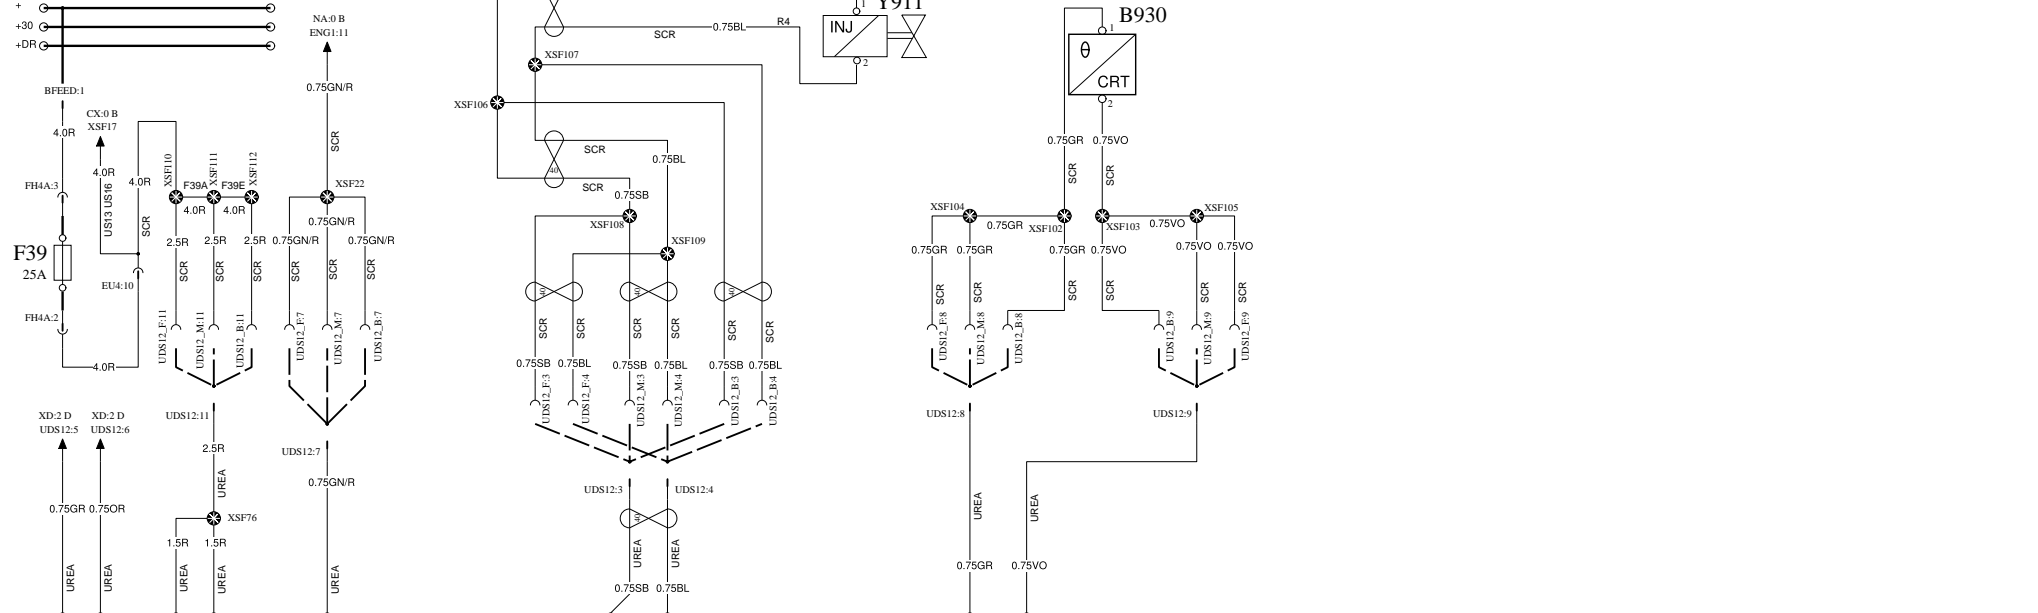 +
+30
+DR
BFEED:1
4.0R
CX:0 B
XSF17
4.0R
US13 US16
4.0R
SCR
FH4A:3
F39
25A
FH4A:2
EU4:10
4.0R
XSF110
XSF111
XSF112
F39A
F39E
4.0R
4.0R
2.5R
2.5R
2.5R
SCR
SCR
SCR
UDS12_F:11
UDS12_M:11
UDS12_B:11
UDS12:11
2.5R
UREA
XSF76
1.5R
1.5R
UREA
UREA
XD:2 D
UDS12:5
XD:2 D
UDS12:6
0.75GR
0.75OR
UREA
UREA
NA:0 B
ENG1:11
0.75GN/R
SCR
XSF22
0.75GN/R
0.75GN/R
0.75GN/R
SCR
SCR
SCR
UDS12_F:7
UDS12_M:7
UDS12_B:7
UDS12:7
0.75GN/R
UREA
XSF107
SCR
0.75BL
R4
INJ
1
2
Y911
XSF106
SCR
0.75BL
40
SCR
0.75SB
XSF108
XSF109
40
40
40
SCR
SCR
SCR
SCR
SCR
SCR
0.75SB
0.75BL
0.75SB
0.75BL
0.75SB
0.75BL
UDS12_F:3
UDS12_F:4
UDS12_M:3
UDS12_M:4
UDS12_B:3
UDS12_B:4
UDS12:3
UDS12:4
40
UREA
UREA
0.75SB
0.75BL
B930
1
θ
CRT
2
0.75GR
0.75VO
SCR
SCR
XSF104
0.75GR
XSF102
XSF103
0.75VO
XSF105
0.75GR
0.75GR
0.75GR
0.75VO
0.75VO
0.75VO
SCR
SCR
SCR
SCR
SCR
SCR
UDS12_F:8
UDS12_M:8
UDS12_B:8
UDS12_B:9
UDS12_M:9
UDS12_F:9
UDS12:8
UDS12:9
UREA
UREA
0.75GR
0.75VO